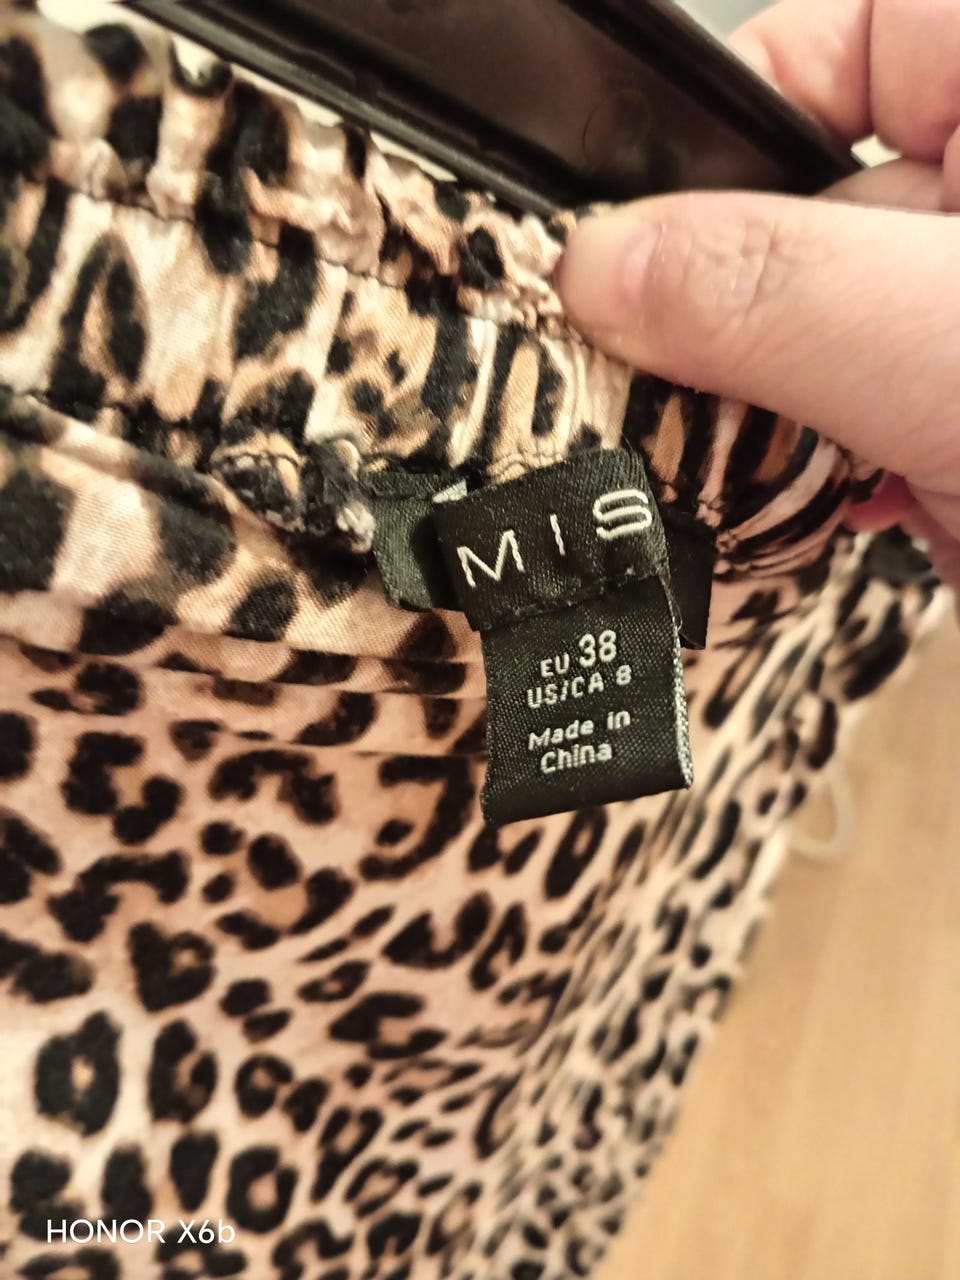 MIS
EU 38
US/CA 8
Made in
China
HONOR X6b